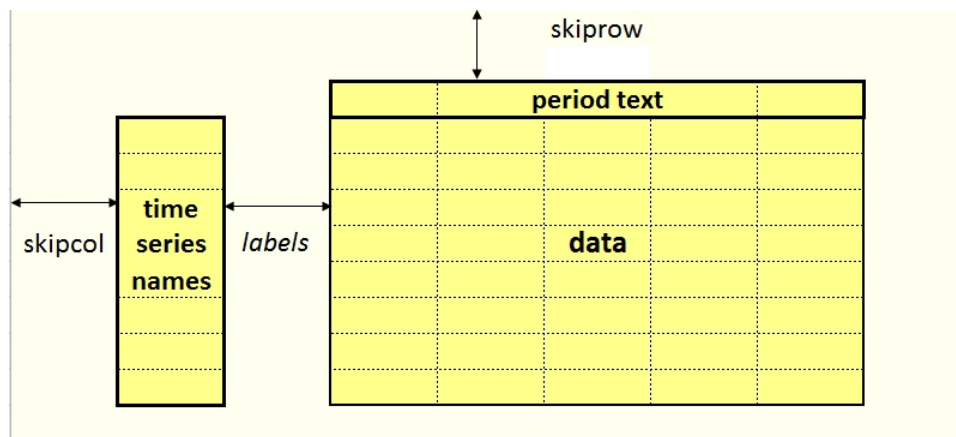 skiprow
period text
time
series
names
skipcol
labels
data